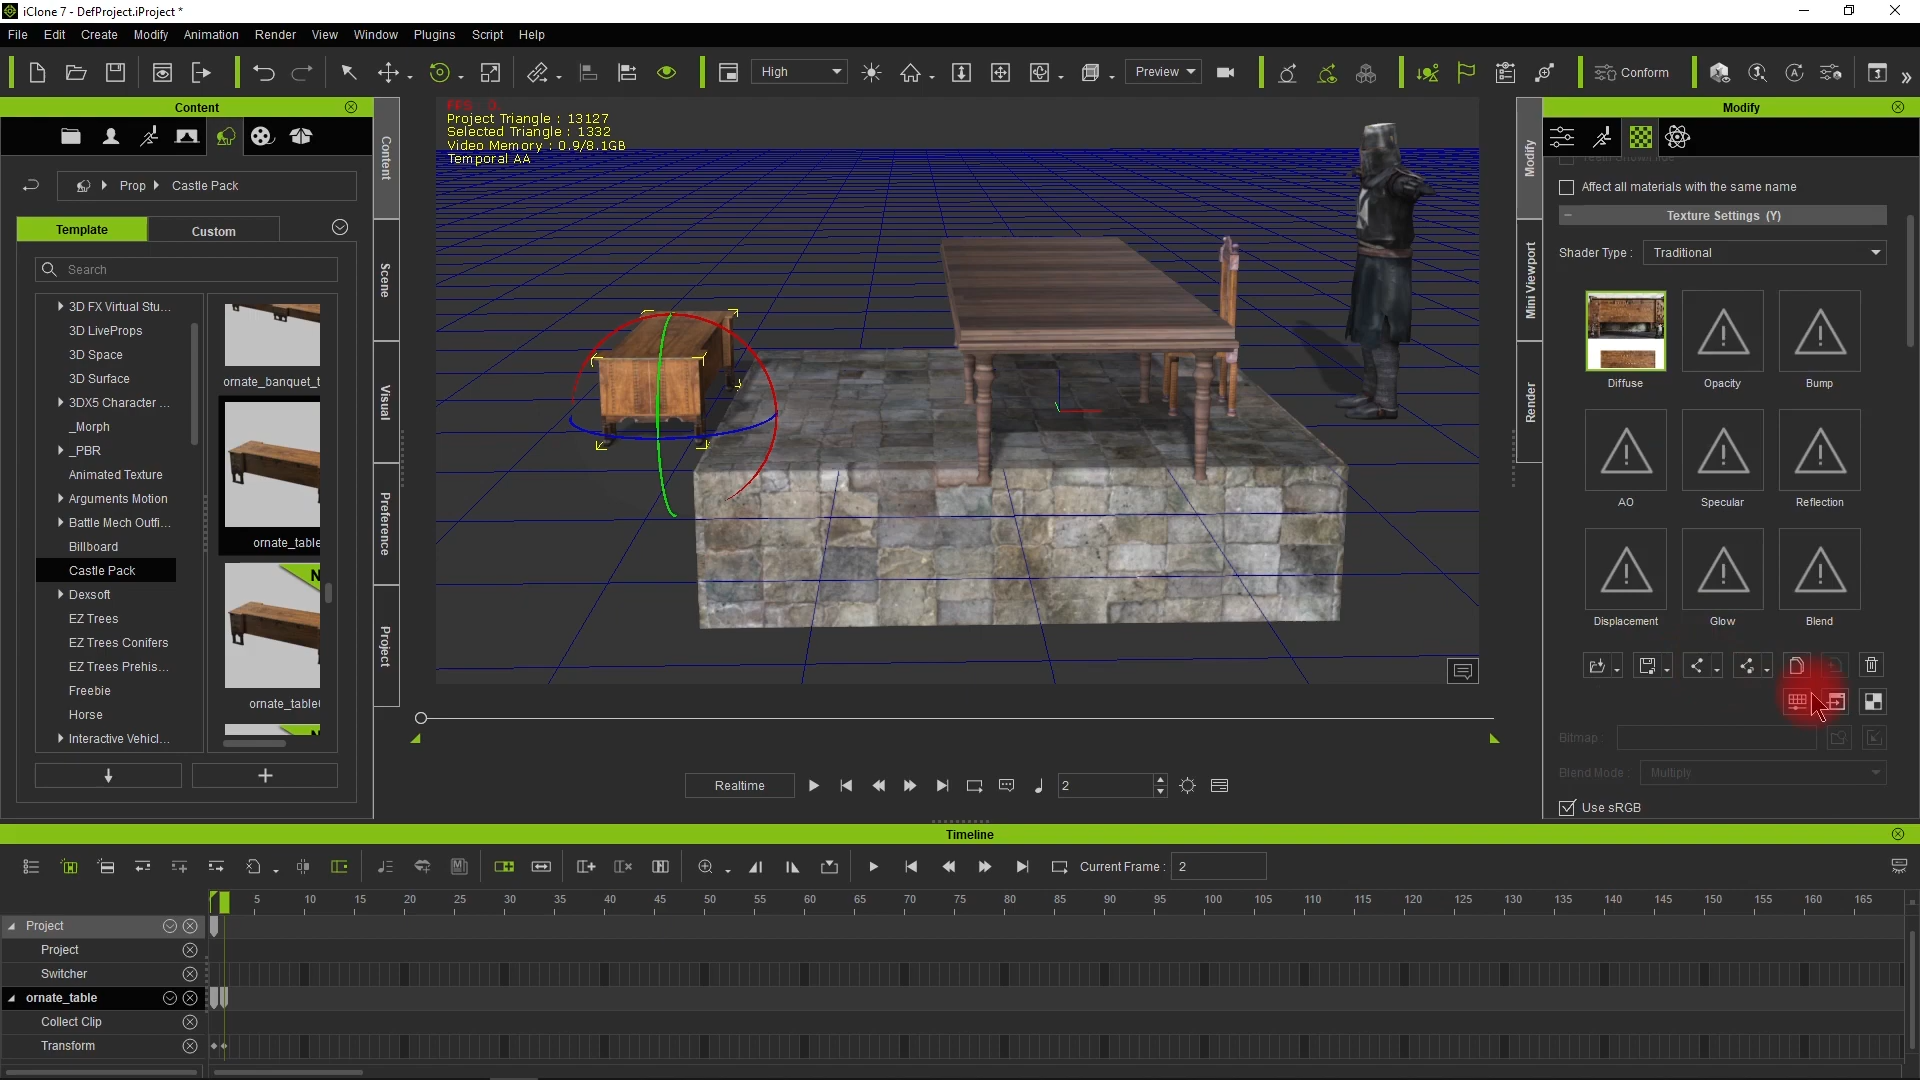 iClone 7 - DefProject.iProject *
File Edit Create Modify Animation Render View Window Plugins Script Help
High
Preview
Conform
Content
Prop Castle Pack
Template
Custom
Search
3D FX Virtual Stu...
3D LiveProps
3D Space
3D Surface
3DX5 Character ...
_Morph
_PBR
Animated Texture
Arguments Motion
Battle Mech Outfi...
Billboard
Castle Pack
Dexsoft
EZ Trees
EZ Trees Conifers
EZ Trees Prehis...
Freebie
Horse
Interactive Vehicl...
ornate_banquet_t
ornate_table
N
ornate_table
Content
Scene
Visual
Preference
Project
FPS : 0
Project Triangle : 13127
Selected Triangle : 1332
Video Memory : 0.9/8.1GB
Temporal AA
Realtime
2
Modify
Mini Viewport
Render
Modify
Affect all materials with the same name
Texture Settings (Y)
Shader Type : Traditional
Diffuse
Opacity
Bump
AO
Specular
Reflection
Displacement
Glow
Blend
Bitmap :
Blend Mode : Multiply
Use sRGB
Timeline
Current Frame : 2
5 10 15 20 25 30 35 40 45 50 55 60 65 70 75 80 85 90 95 100 105 110 115 120 125 130 135 140 145 150 155 160 165
Project
Project
Switcher
ornate_table
Collect Clip
Transform